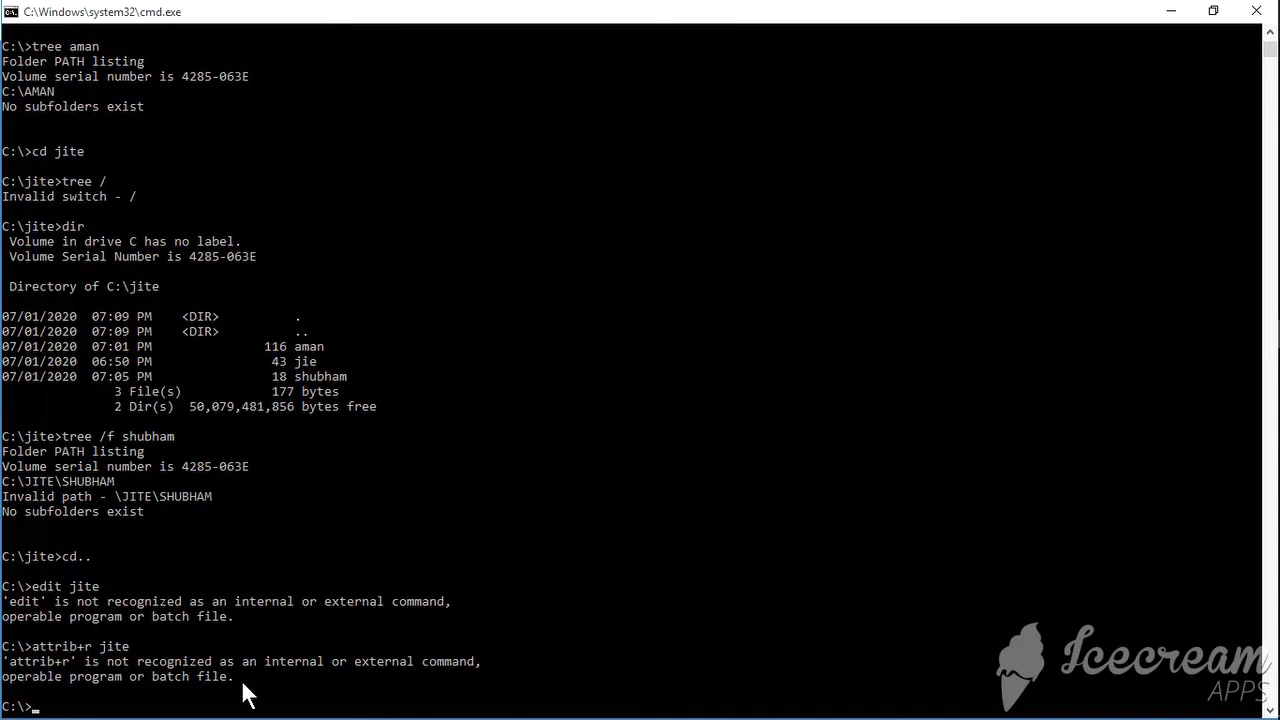 C:\Windows\system32\cmd.exe
C:\>tree aman
Folder PATH listing
Volume serial number is 4285-063E
C:\AMAN
No subfolders exist
C:\>cd jite
C:\jite>tree /
Invalid switch - /
C:\jite>dir
 Volume in drive C has no label.
 Volume Serial Number is 4285-063E
 Directory of C:\jite
07/01/2020  07:09 PM    <DIR>          .
07/01/2020  07:09 PM    <DIR>          ..
07/01/2020  07:01 PM               116 aman
07/01/2020  06:50 PM                43 jie
07/01/2020  07:05 PM                18 shubham
               3 File(s)            177 bytes
               2 Dir(s)  50,079,481,856 bytes free
C:\jite>tree /f shubham
Folder PATH listing
Volume serial number is 4285-063E
C:\JITE\SHUBHAM
Invalid path - \JITE\SHUBHAM
No subfolders exist
C:\jite>cd..
C:\>edit jite
'edit' is not recognized as an internal or external command,
operable program or batch file.
C:\>attrib+r jite
'attrib+r' is not recognized as an internal or external command,
operable program or batch file.
C:\>_
Icecream
APPS